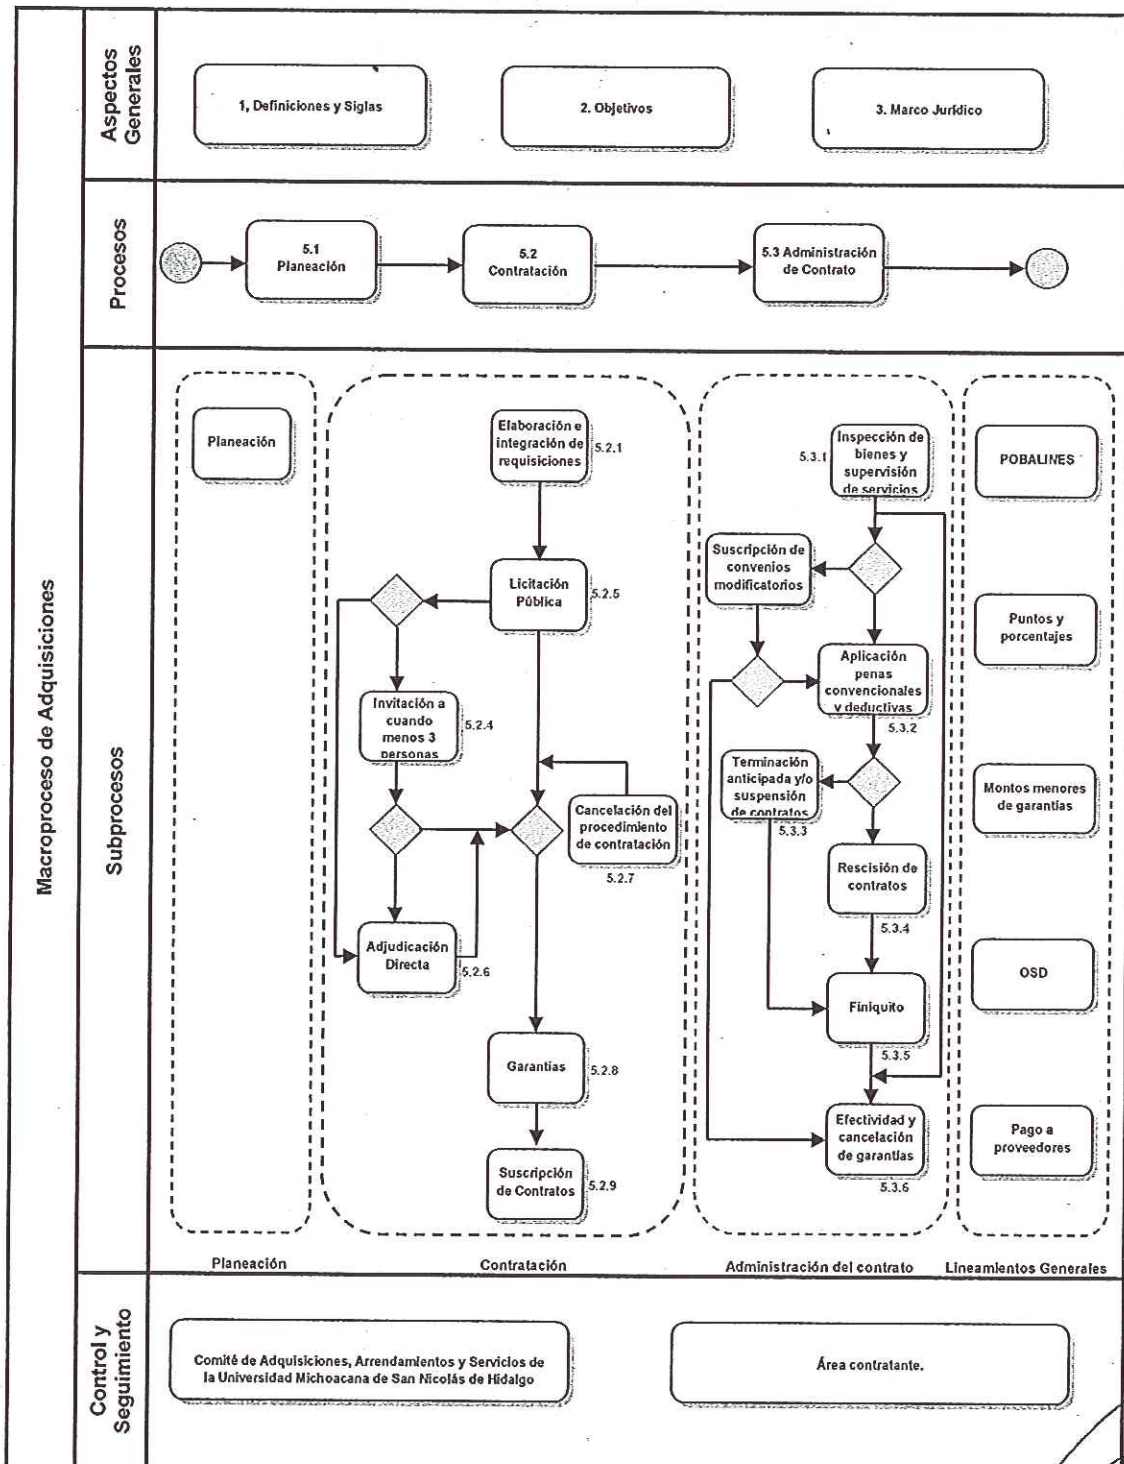 Macroproceso de Adquisiciones
Aspectos
Generales
1, Definiciones y Siglas
2. Objetivos
3. Marco Jurídico
Procesos
5.1
Planeación
5.2
Contratación
5.3 Administración
de Contrato
Subprocesos
Planeación
Elaboración e
integración de
requisiciones
5.2.1
Licitación
Pública
5.2.5
Invitación a
cuando
menos 3
personas
5.2.4
Cancelación del
procedimiento
de contratación
5.2.7
Adjudicación
Directa
5.2.6
Garantías
5.2.8
Suscripción
de Contratos
5.2.9
5.3.1
Inspección de
bienes y
supervisión
de servicios
Suscripción de
convenios
modificatorios
Aplicación
penas
convencionales
y deductivas
5.3.2
Terminación
anticipada y/o
suspensión
de contratos
5.3.3
Rescisión de
contratos
5.3.4
Finiquito
5.3.5
Efectividad y
cancelación
de garantías
5.3.6
POBALINES
Puntos y
porcentajes
Montos menores
de garantías
OSD
Pago a
proveedores
Planeación
Contratación
Administración del contrato
Lineamientos Generales
Control y
Seguimiento
Comité de Adquisiciones, Arrendamientos y Servicios de
la Universidad Michoacana de San Nicolás de Hidalgo
Área contratante.